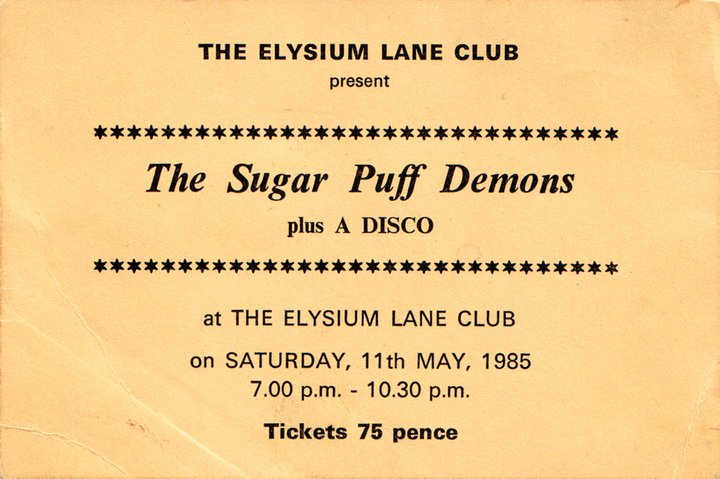 THE ELYSIUM LANE CLUB
present
The Sugar Puff Demons
plus A DISCO
at THE ELYSIUM LANE CLUB
on SATURDAY, 11th MAY, 1985
7.00 p.m. - 10.30 p.m.
Tickets 75 pence